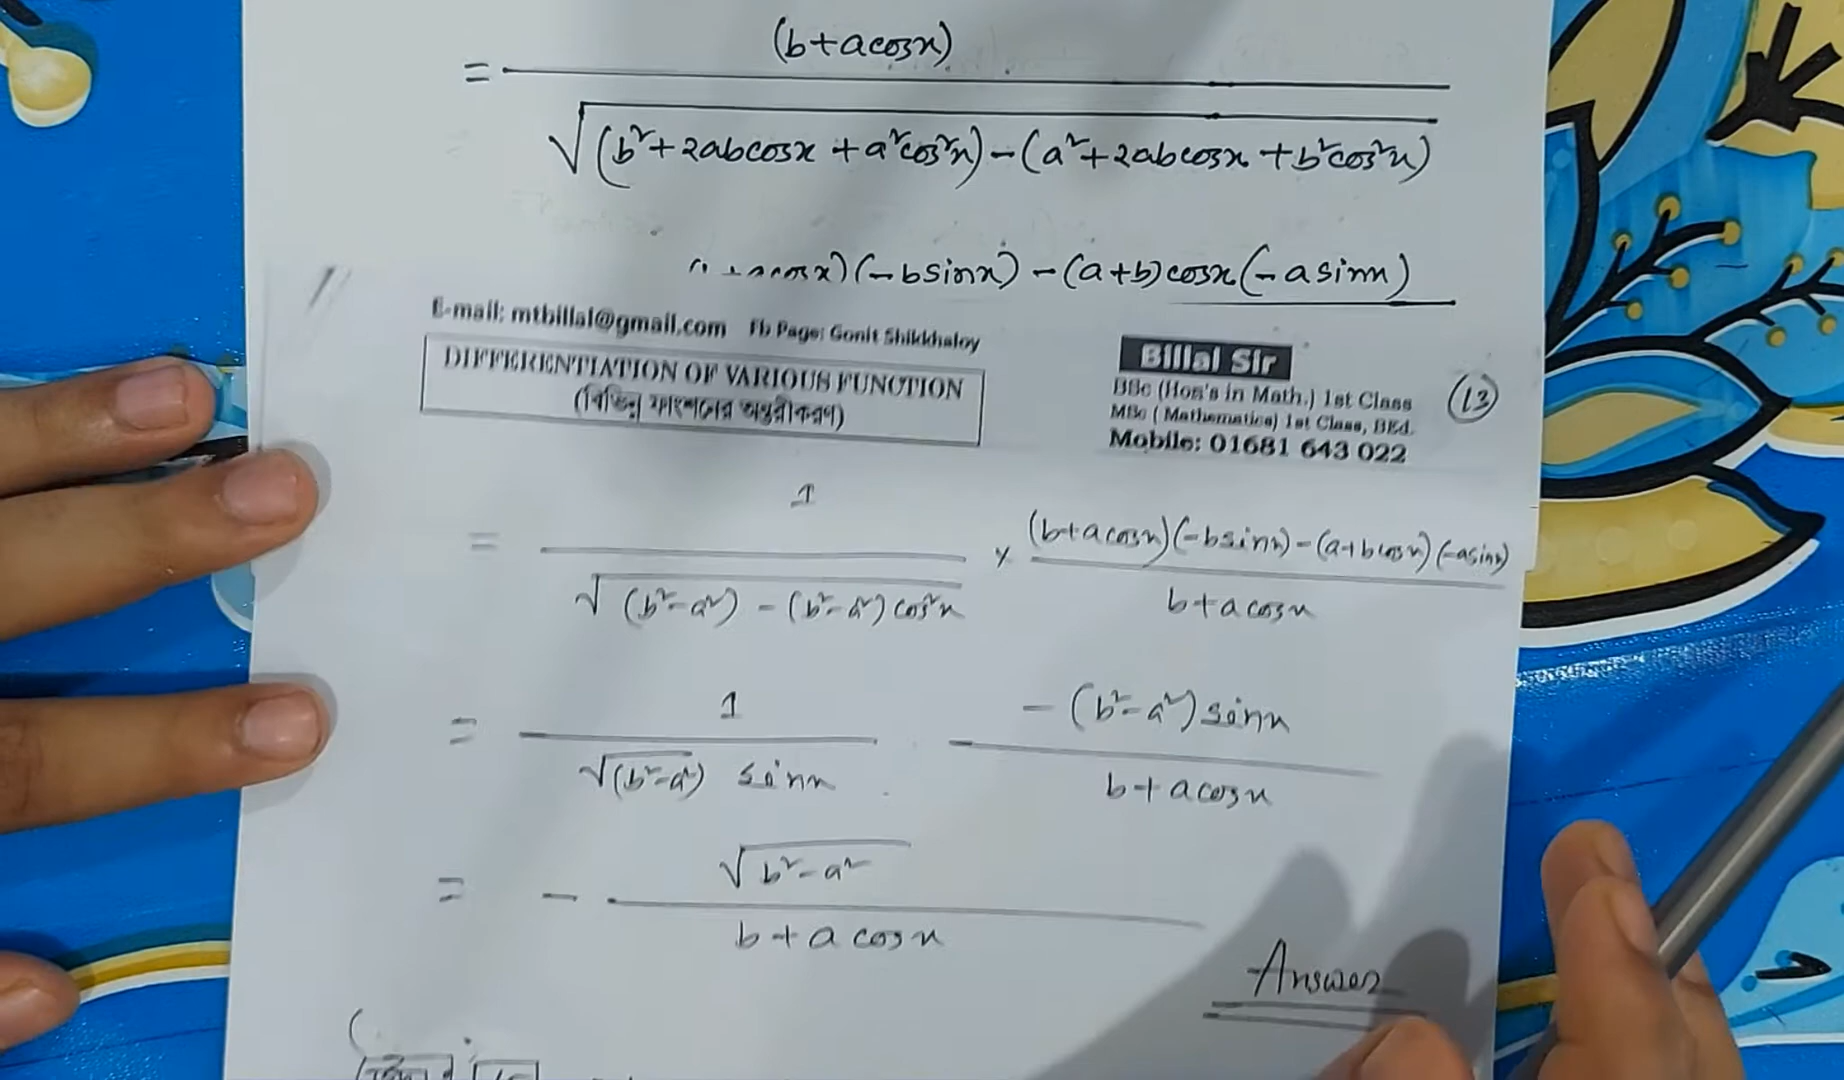 (b+acosx)
= √(b²+2abcosx+a²cos²x)-(a²+2abcosx+b²cos²x)
cosx)(-bsinx)-(a+b)cosx(-asinx)
E-mail: mtbillal@gmail.com Fb Page: Gonit Shikkhaloy
DIFFERENTIATION OF VARIOUS FUNCTION
(বিভিন্ন ফাংশনের অন্তরীকরণ)
Billal Sir
BSc (Hon's in Math.) 1st Class
MSc ( Mathematics) 1st Class, BEd.
Mobile: 01681 643 022
13
1 (b+acosx)(-bsinx)-(a+bcosx)(-asinx)
= ×
√(b²-a²)-(b²-a²)cos²x b+acosx
1 -(b²-a²)sinx
= .
√(b²-a²) sinx b+acosx
√b²-a²
= -
b+acosx
Answer